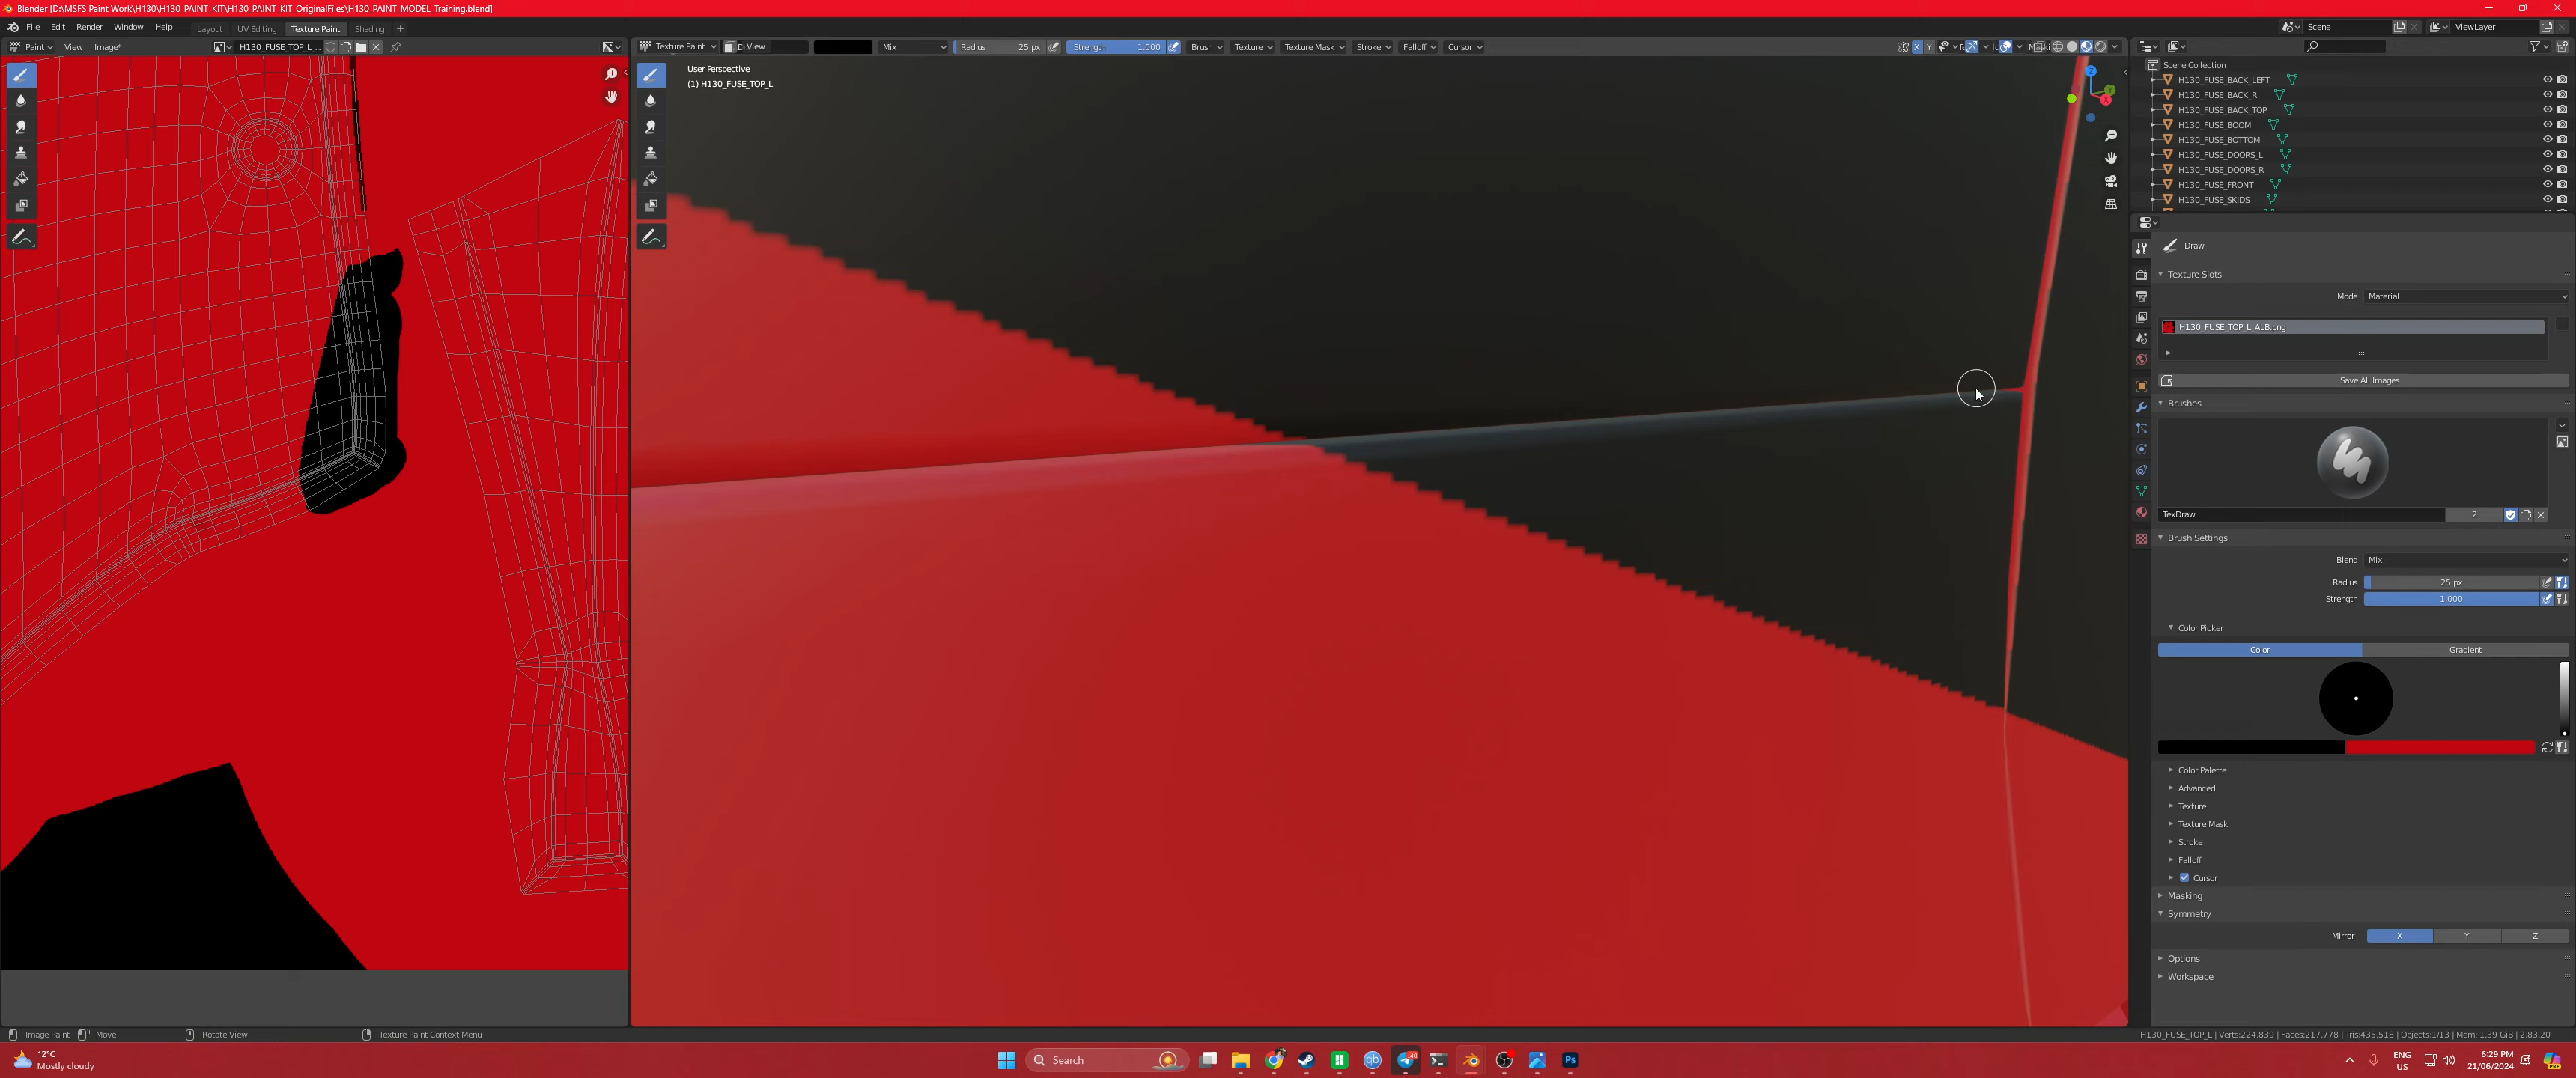 Blender [D:\MSFS Paint Work\H130\H130_PAINT_KIT\H130_PAINT_KIT_OriginalFiles\H130_PAINT_MODEL_Training.blend]
File Edit Render Window Help Layout UV Editing Texture Paint Shading + Scene ViewLayer
Paint View Image* H130_FUSE_TOP_L_... Texture Paint View Mix Radius 25 px Strength 1.000 Brush Texture Texture Mask Stroke Falloff Cursor X Y
User Perspective
(1) H130_FUSE_TOP_L
Z
Y
X
Scene Collection
H130_FUSE_BACK_LEFT
H130_FUSE_BACK_R
H130_FUSE_BACK_TOP
H130_FUSE_BOOM
H130_FUSE_BOTTOM
H130_FUSE_DOORS_L
H130_FUSE_DOORS_R
H130_FUSE_FRONT
H130_FUSE_SKIDS
Draw
Texture Slots
Mode Material
H130_FUSE_TOP_L_ALB.png
Save All Images
Brushes
TexDraw 2
Brush Settings
Blend Mix
Radius 25 px
Strength 1.000
Color Picker
Color Gradient
Color Palette
Advanced
Texture
Texture Mask
Stroke
Falloff
Cursor
Masking
Symmetry
Mirror X Y Z
Options
Workspace
Image Paint Move Rotate View Texture Paint Context Menu H130_FUSE_TOP_L | Verts:224,839 | Faces:217,778 | Tris:435,518 | Objects:1/13 | Mem: 1.39 GiB | 2.83.20
12°C
Mostly cloudy
Search
qb
Ps
ENG
US
6:29 PM
21/06/2024